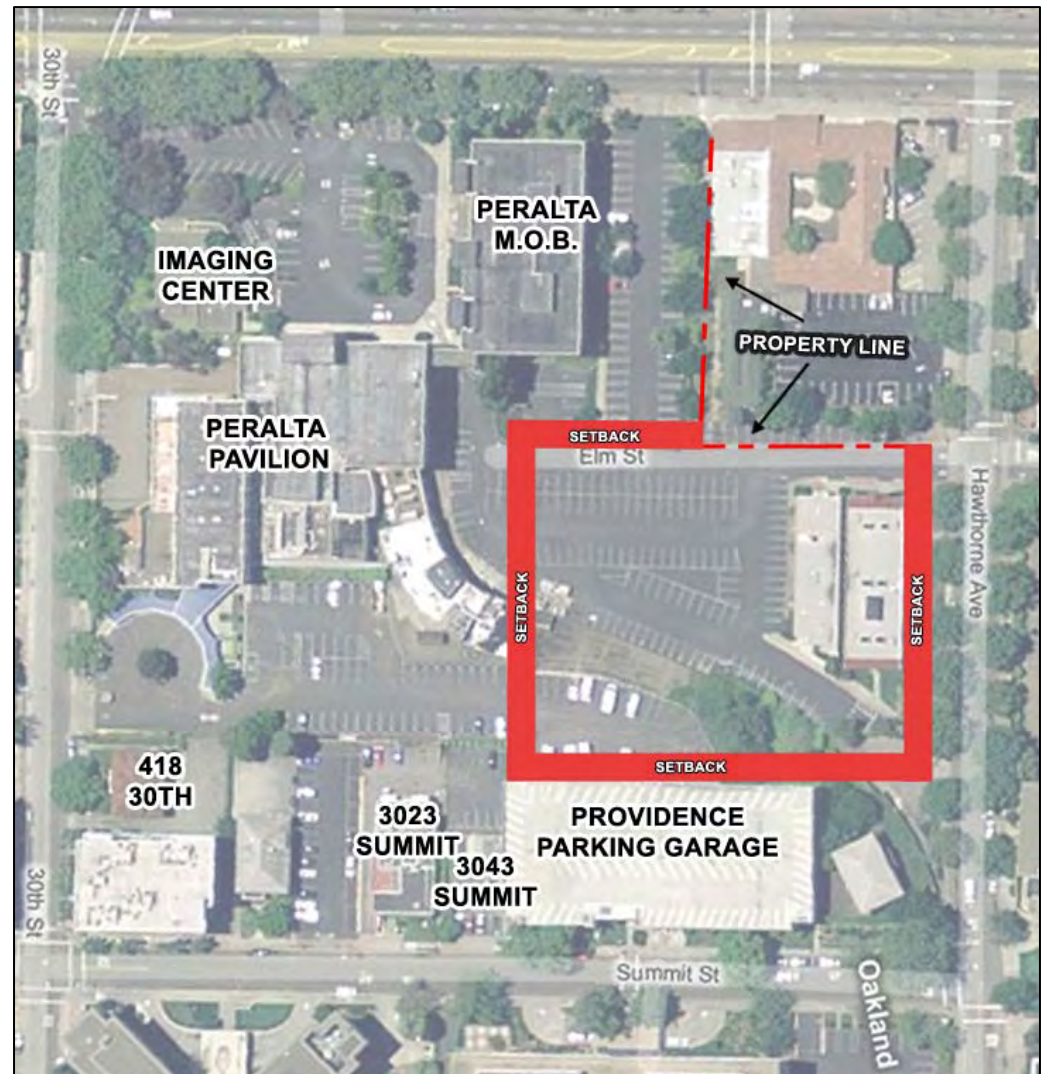 30th St
PERALTA
M.O.B.
IMAGING
CENTER
PROPERTY LINE
PERALTA
PAVILION
SETBACK
Elm St
Hawthorne Ave
SETBACK
SETBACK
SETBACK
418
30TH
3023
SUMMIT
3043
SUMMIT
PROVIDENCE
PARKING GARAGE
30th St
Summit St
Oakland